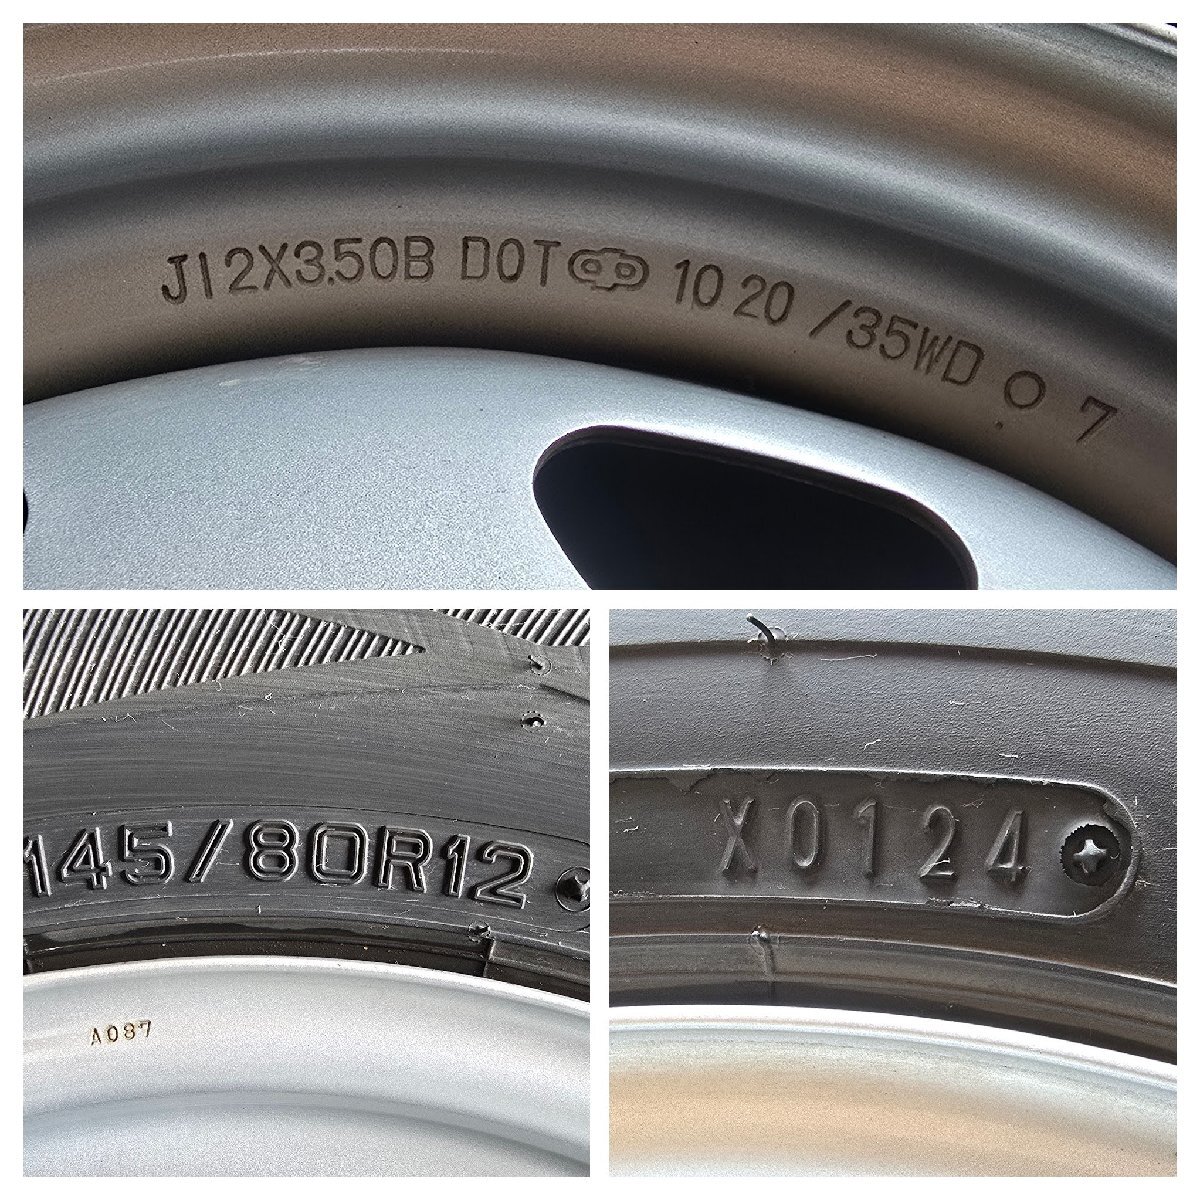 J12X3.50B DOT 10 20 /35WD O 7
145/80R12
A087
X0124